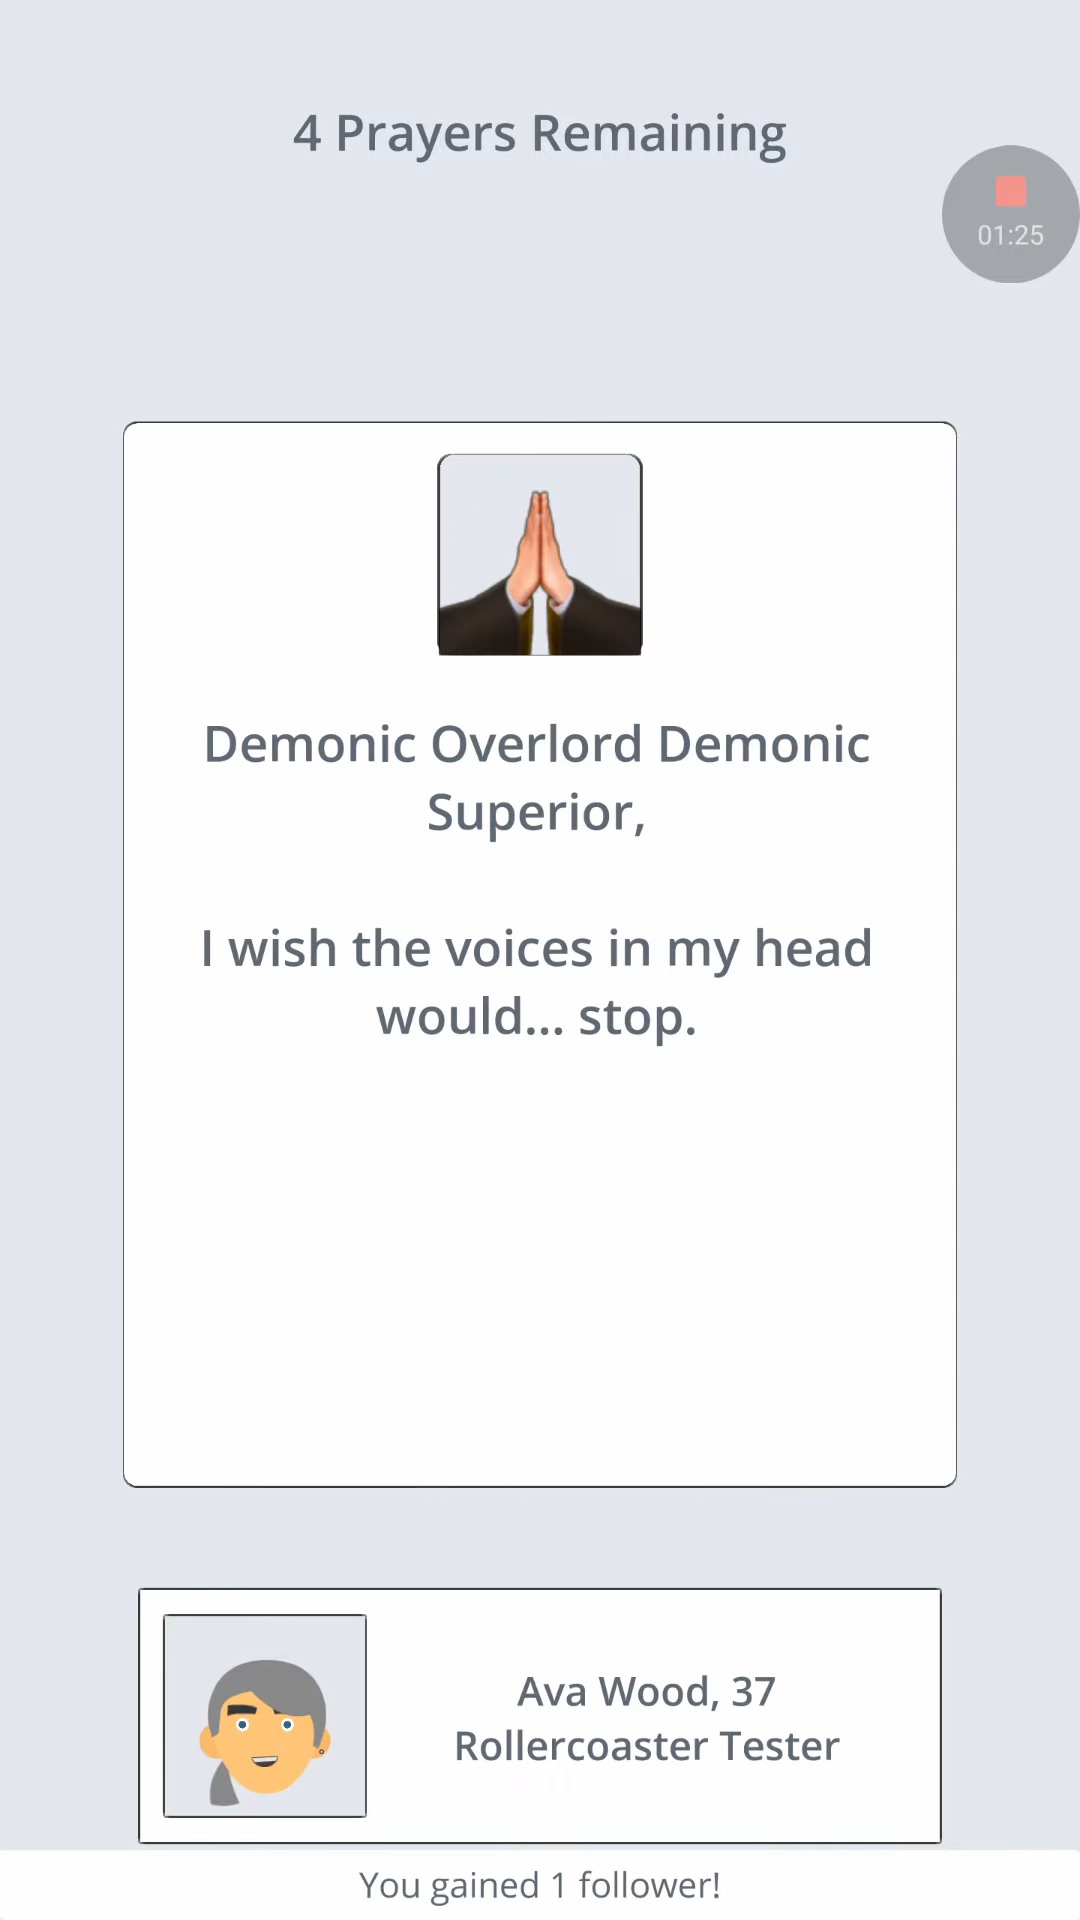 4 Prayers Remaining
01:25
Demonic Overlord Demonic
Superior,
I wish the voices in my head
would... stop.
Ava Wood, 37
Rollercoaster Tester
You gained 1 follower!